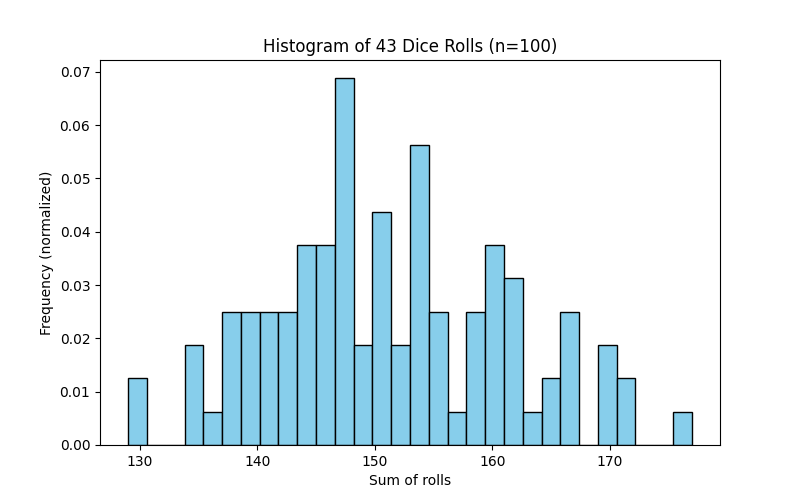 Histogram of 43 Dice Rolls (n=100)
0.07
0.06
0.05
0.04
0.03
0.02
0.01
0.00
Frequency (normalized)
130 140 150 160 170
Sum of rolls